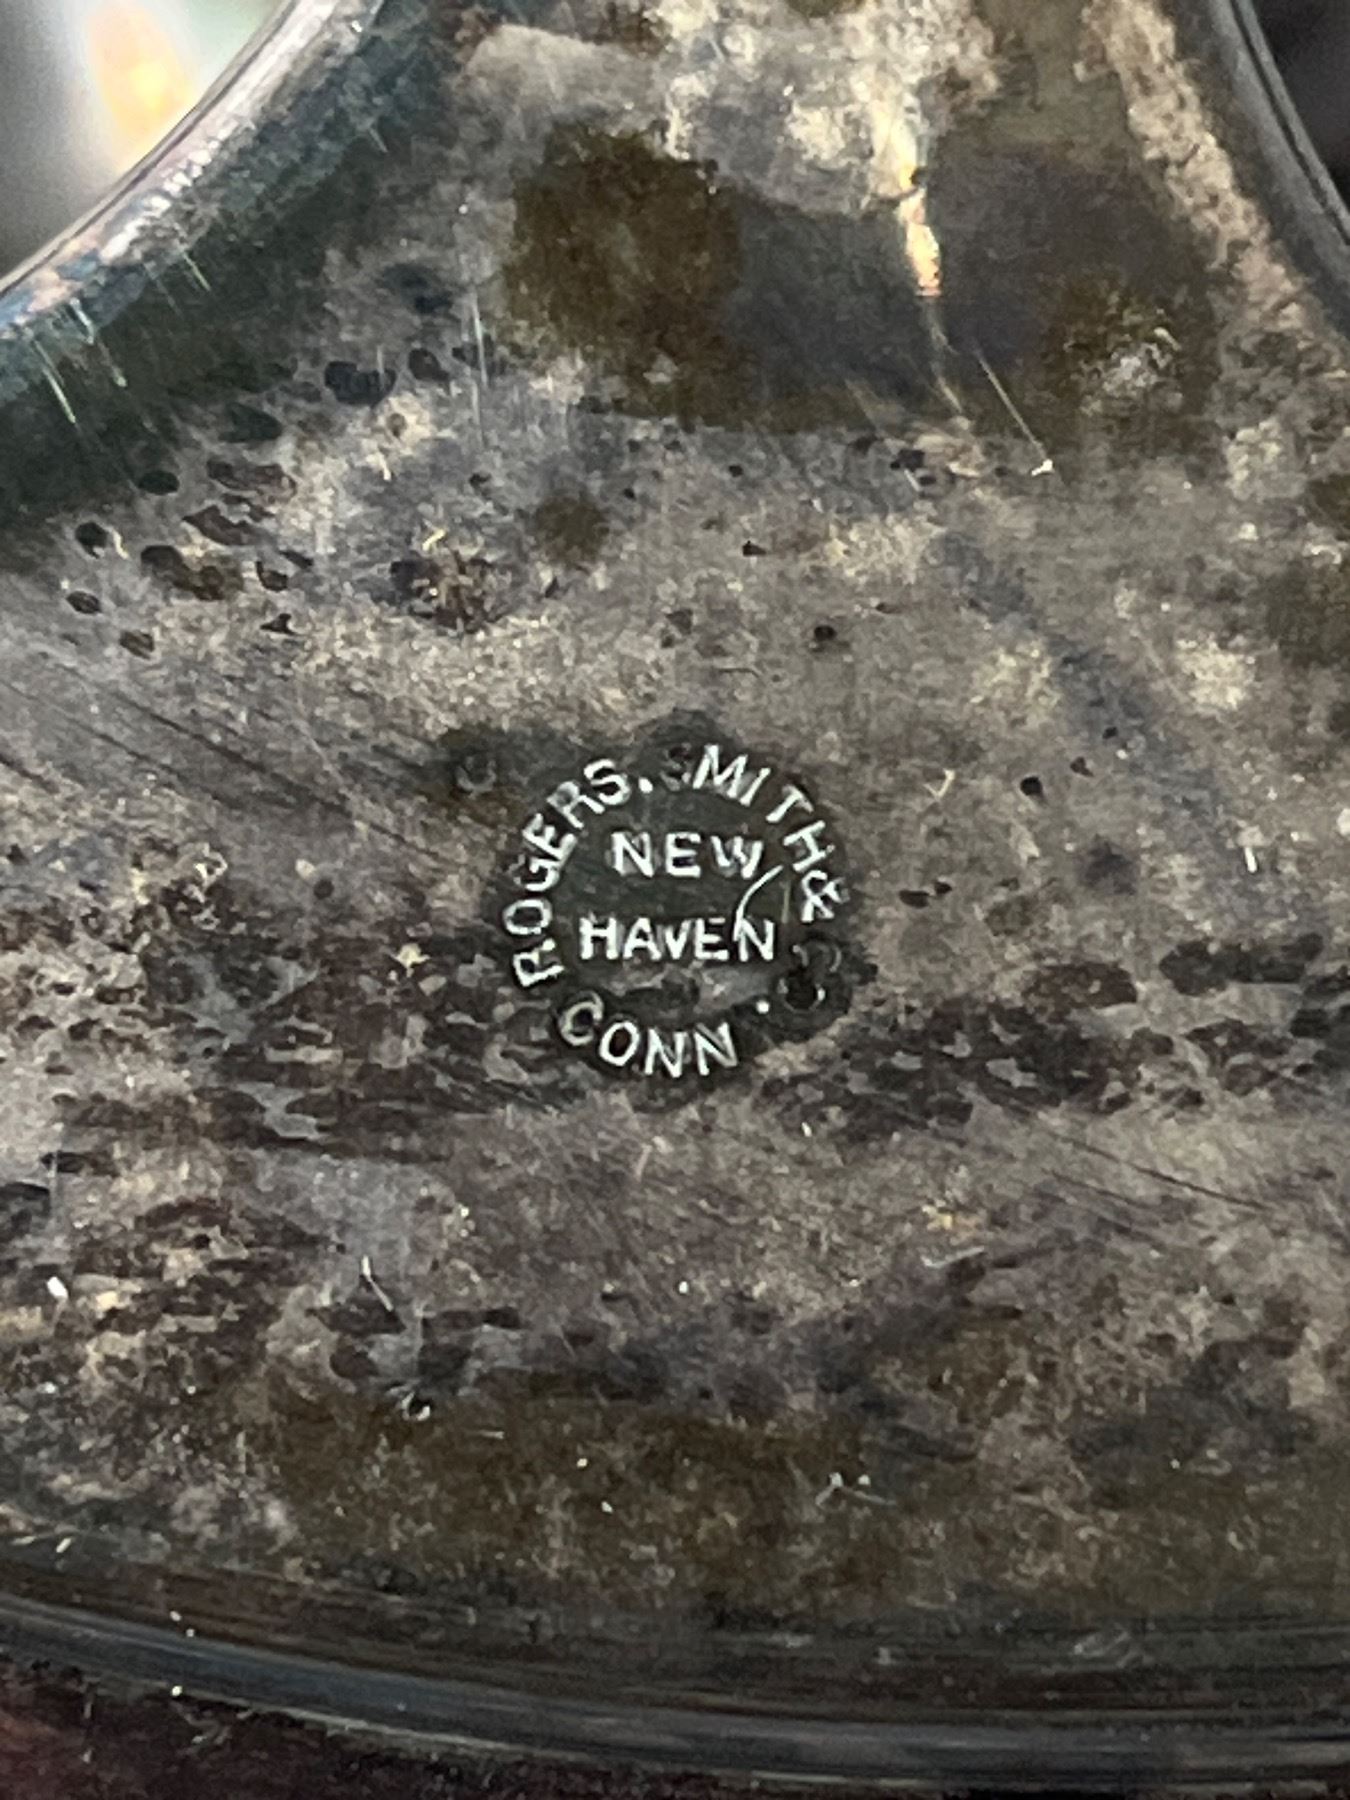 ROGERS. SMITH &
NEW
HAVEN
CONN.